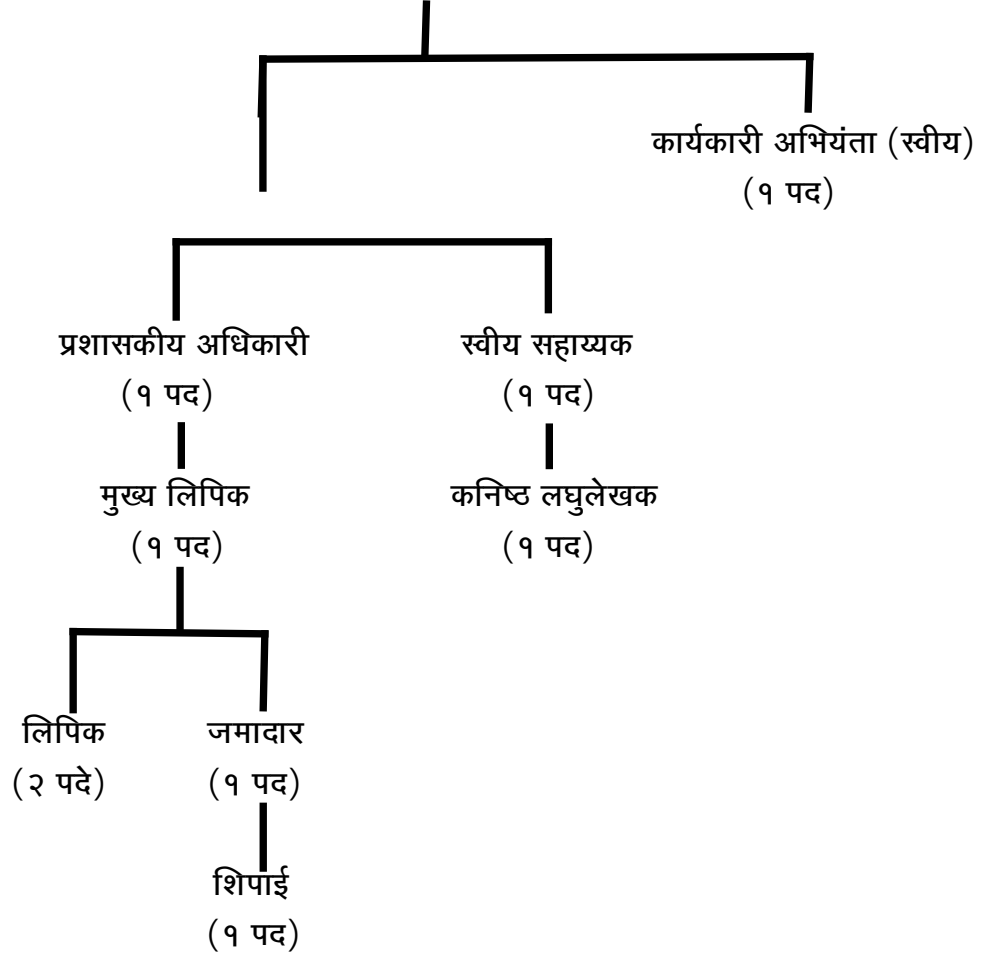 कार्यकारी अभियंता (स्वीय)
(१ पद)
प्रशासकीय अधिकारी
(१ पद)
स्वीय सहाय्यक
(१ पद)
मुख्य लिपिक
(१ पद)
कनिष्ठ लघुलेखक
(१ पद)
लिपिक
(२ पदे)
जमादार
(१ पद)
शिपाई
(१ पद)